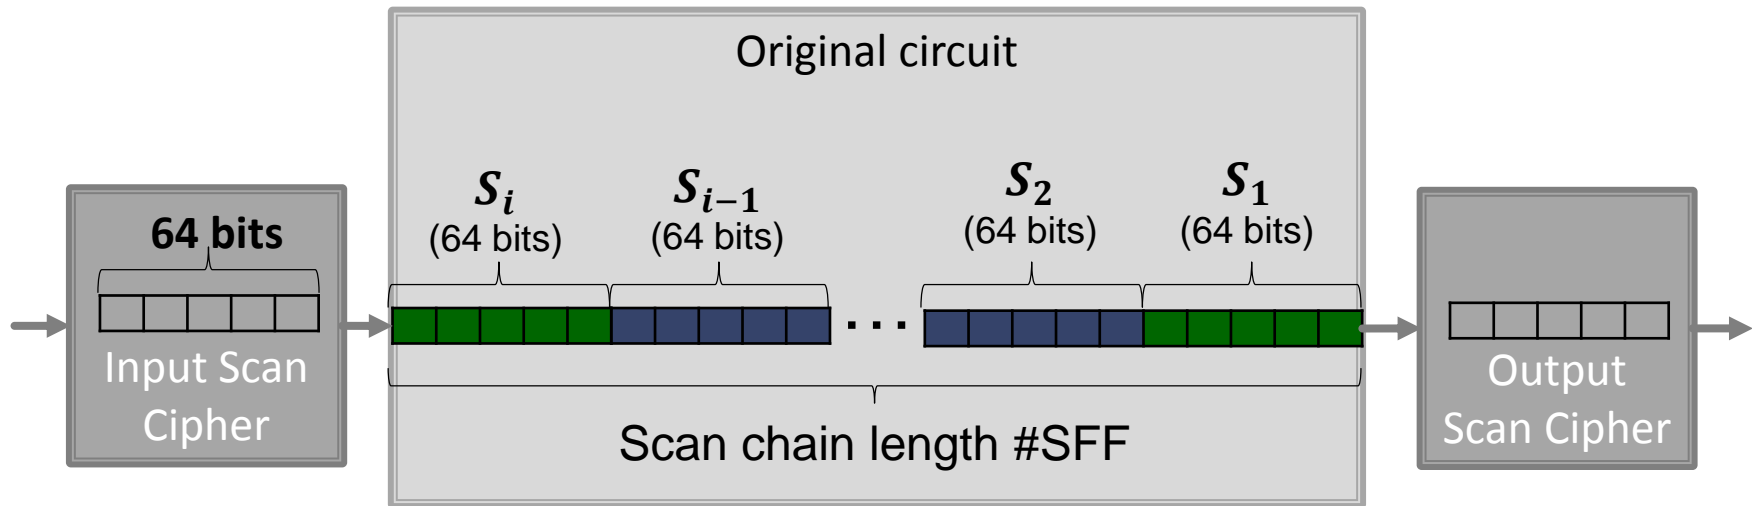 Original circuit
64 bits
Input Scan
Cipher
S_i
(64 bits)
S_{i-1}
(64 bits)
...
S_2
(64 bits)
S_1
(64 bits)
Scan chain length #SFF
Output
Scan Cipher